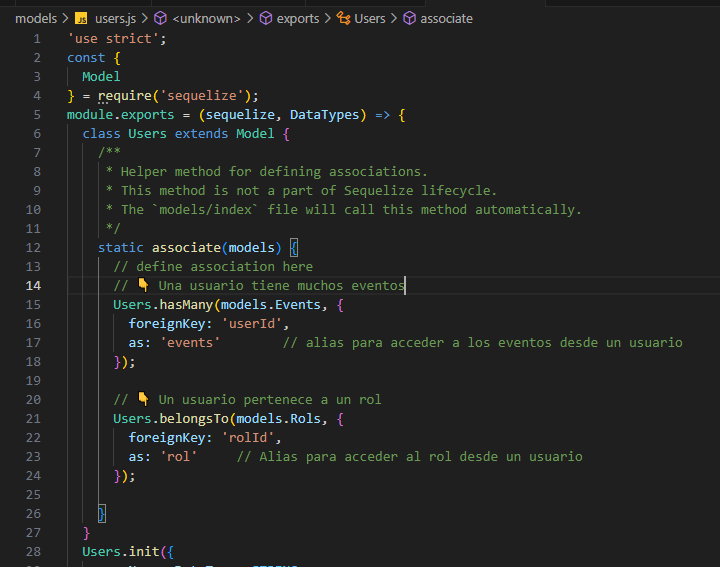 models > JS users.js > <unknown> > exports > Users > associate
1 'use strict';
2 const {
3 Model
4 } = require('sequelize');
5 module.exports = (sequelize, DataTypes) => {
6 class Users extends Model {
7 /**
8 * Helper method for defining associations.
9 * This method is not a part of Sequelize lifecycle.
10 * The `models/index` file will call this method automatically.
11 */
12 static associate(models) {
13 // define association here
14 // 👇 Una usuario tiene muchos eventos
15 Users.hasMany(models.Events, {
16 foreignKey: 'userId',
17 as: 'events' // alias para acceder a los eventos desde un usuario
18 });
19
20 // 👇 Un usuario pertenece a un rol
21 Users.belongsTo(models.Rols, {
22 foreignKey: 'rolId',
23 as: 'rol' // Alias para acceder al rol desde un usuario
24 });
25
26 }
27 }
28 Users.init({